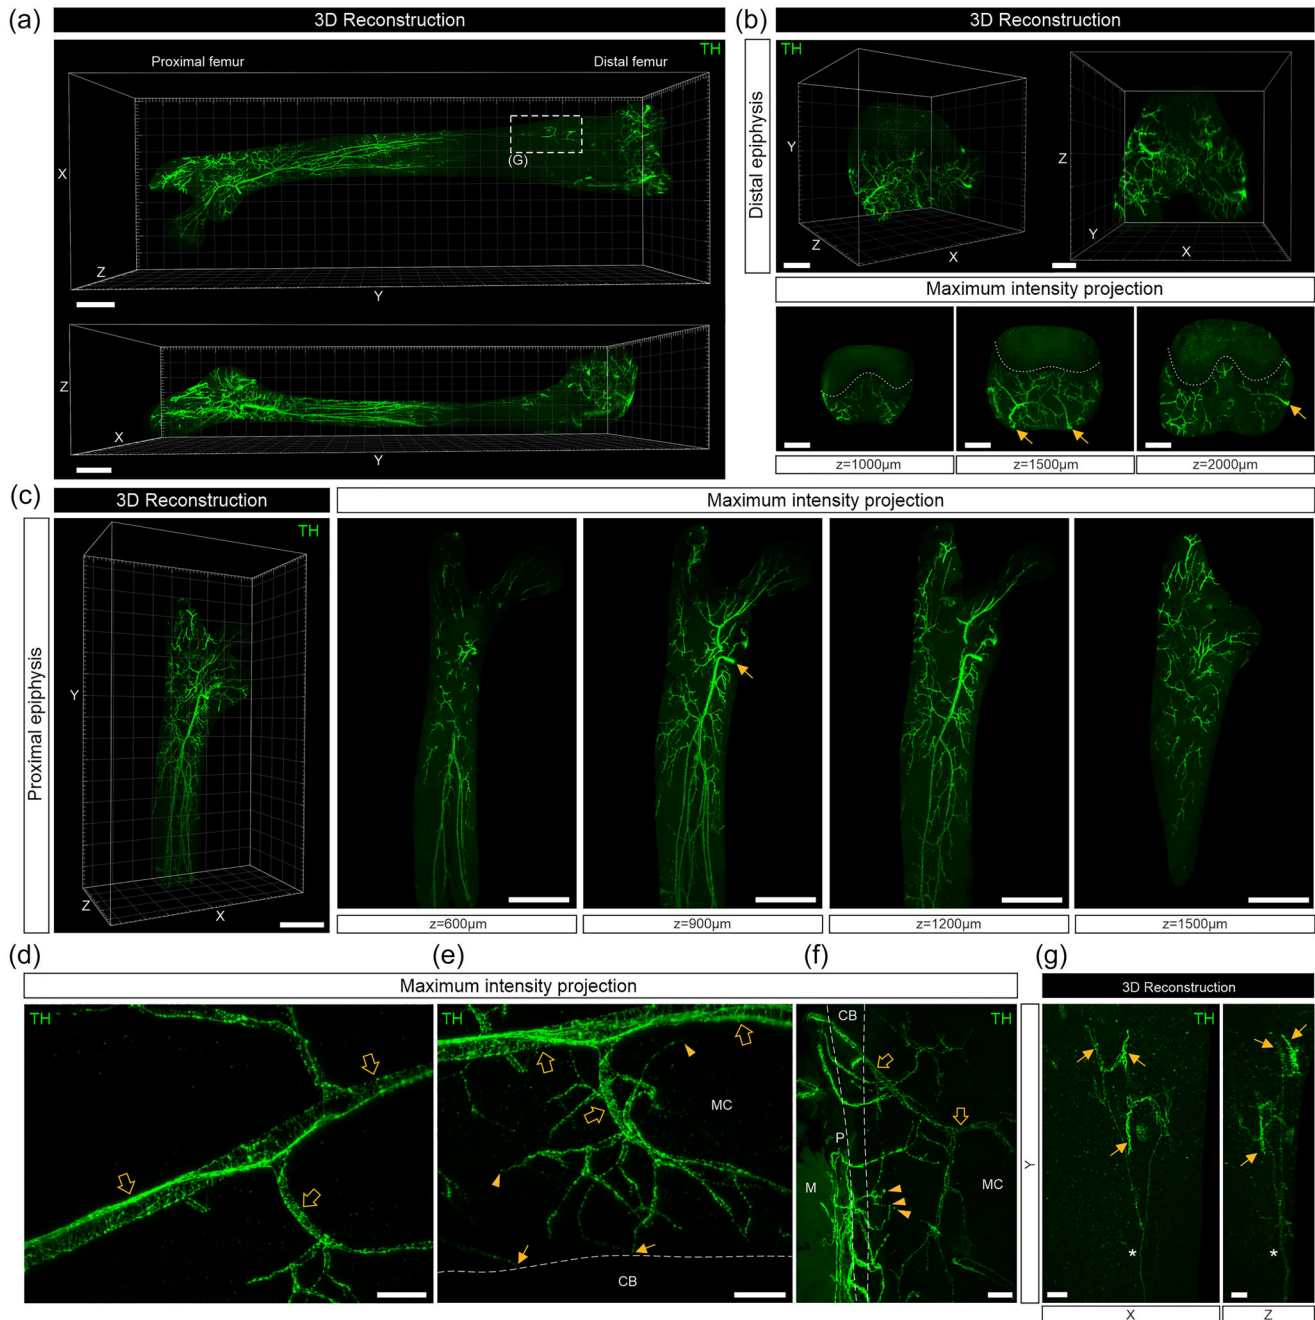 (a)
3D Reconstruction
TH
Proximal femur
Distal femur
(G)
X
Z
Y
Z
X
Y
(b)
3D Reconstruction
Distal epiphysis
TH
Y
Z
X
Z
Y
X
Maximum intensity projection
z=1000µm
z=1500µm
z=2000µm
(c)
3D Reconstruction
Maximum intensity projection
Proximal epiphysis
TH
Y
Z
X
z=600µm
z=900µm
z=1200µm
z=1500µm
(d)
(e)
(f)
Maximum intensity projection
TH
TH
MC
CB
CB
TH
P
M
MC
(g)
3D Reconstruction
TH
Y
*
*
X
Z